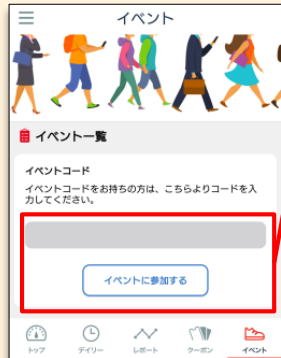 イベント
イベント一覧
イベントコード
イベントコードをお持ちの方は、こちらよりコードを入
力してください。
イベントに参加する
トップ
デイリー
レポート
クーポン
イベント